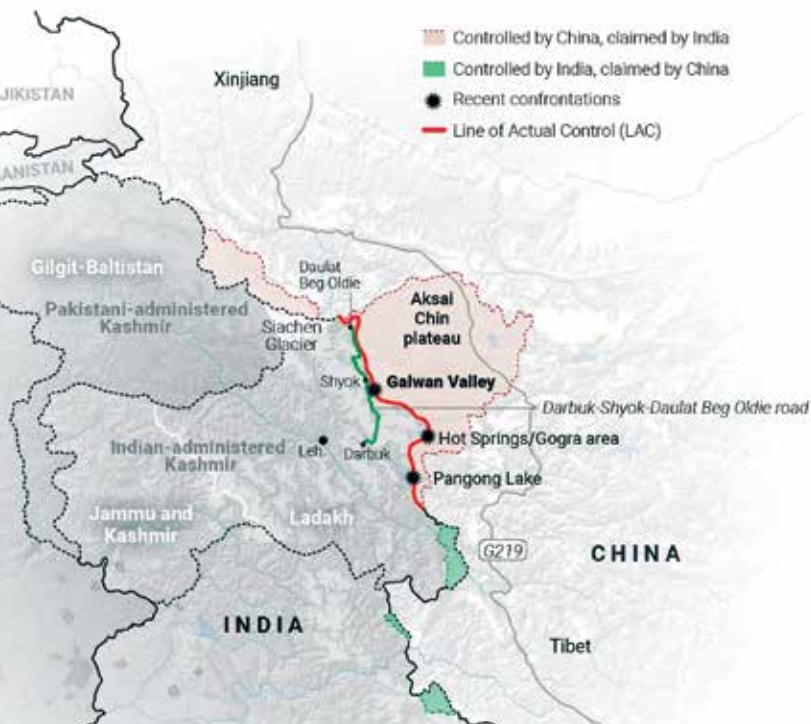 Controlled by China, claimed by India
Controlled by India, claimed by China
Recent confrontations
Line of Actual Control (LAC)
Xinjiang
JIKISTAN
ANISTAN
Gilgit-Baltistan
Pakistani-administered
Kashmir
Daulat
Beg Oldie
Siachen
Glacier
Aksai
Chin
plateau
Shyok
Galwan Valley
Darbuk-Shyok-Daulat Beg Oldie road
Hot Springs/Gogra area
Indian-administered
Kashmir
Leh
Darbuk
Pangong Lake
Jammu and
Kashmir
Ladakh
G219
CHINA
INDIA
Tibet